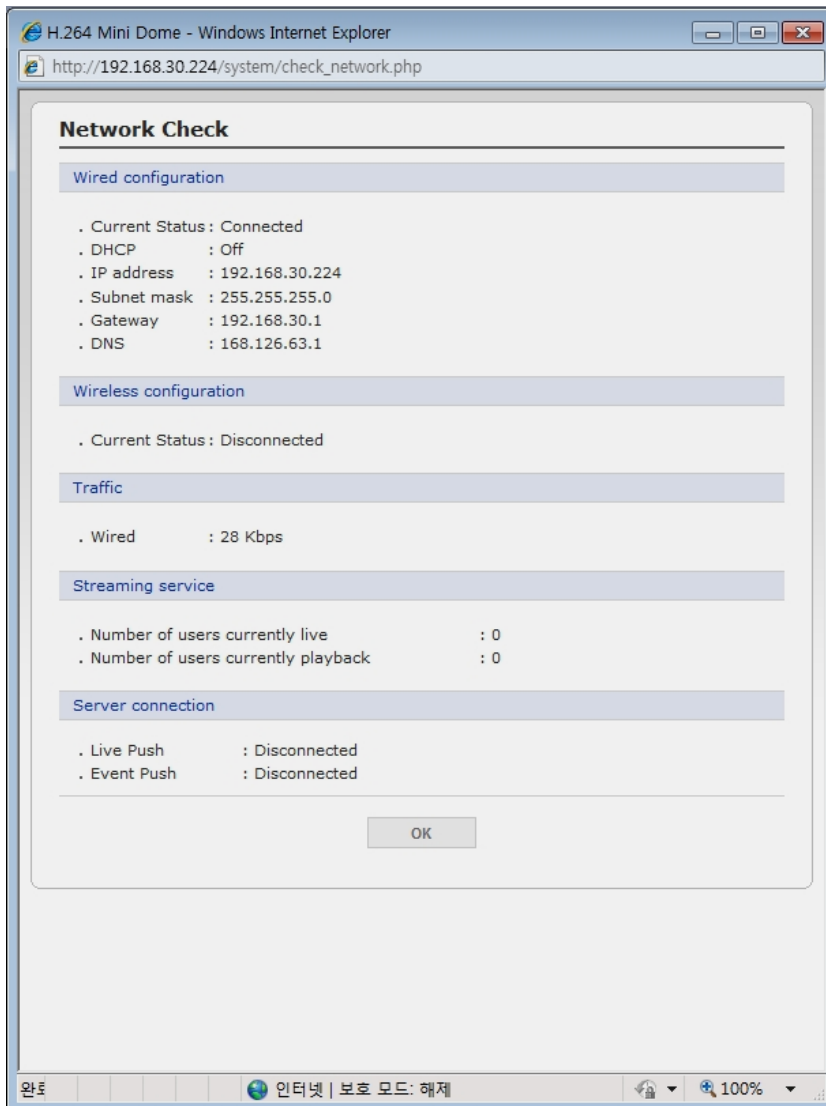 H.264 Mini Dome - Windows Internet Explorer
http://192.168.30.224/system/check_network.php
Network Check
Wired configuration
. Current Status : Connected
. DHCP : Off
. IP address : 192.168.30.224
. Subnet mask : 255.255.255.0
. Gateway : 192.168.30.1
. DNS : 168.126.63.1
Wireless configuration
. Current Status : Disconnected
Traffic
. Wired : 28 Kbps
Streaming service
. Number of users currently live : 0
. Number of users currently playback : 0
Server connection
. Live Push : Disconnected
. Event Push : Disconnected
OK
완료 인터넷 | 보호 모드: 해제 100%